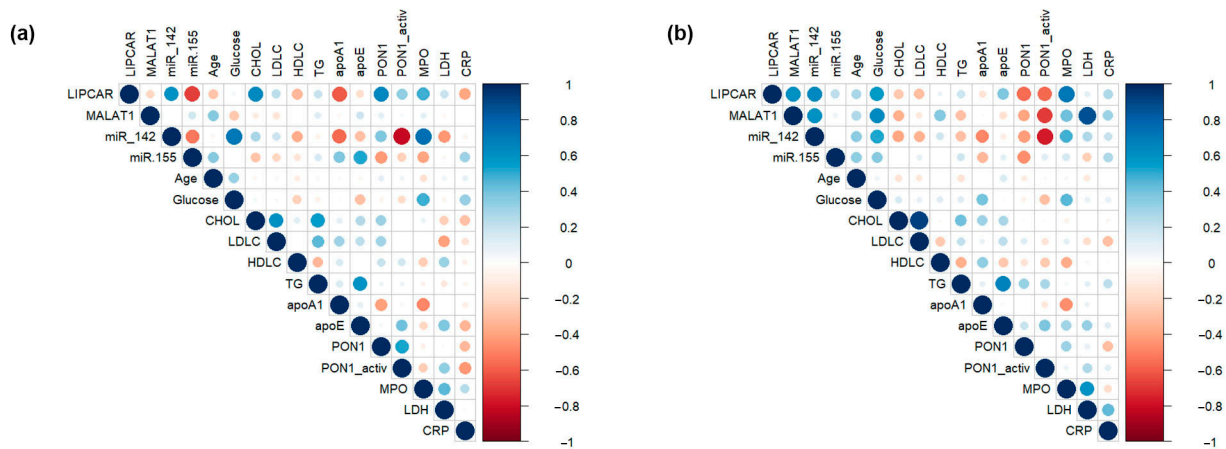 (a)
LIPCAR
MALAT1
miR_142
miR.155
Age
Glucose
CHOL
LDLC
HDLC
TG
apoA1
apoE
PON1
PON1_activ
MPO
LDH
CRP
LIPCAR
MALAT1
miR_142
miR.155
Age
Glucose
CHOL
LDLC
HDLC
TG
apoA1
apoE
PON1
PON1_activ
MPO
LDH
CRP
1
0.8
0.6
0.4
0.2
0
−0.2
−0.4
−0.6
−0.8
−1
(b)
LIPCAR
MALAT1
miR_142
miR.155
Age
Glucose
CHOL
LDLC
HDLC
TG
apoA1
apoE
PON1
PON1_activ
MPO
LDH
CRP
LIPCAR
MALAT1
miR_142
miR.155
Age
Glucose
CHOL
LDLC
HDLC
TG
apoA1
apoE
PON1
PON1_activ
MPO
LDH
CRP
1
0.8
0.6
0.4
0.2
0
−0.2
−0.4
−0.6
−0.8
−1